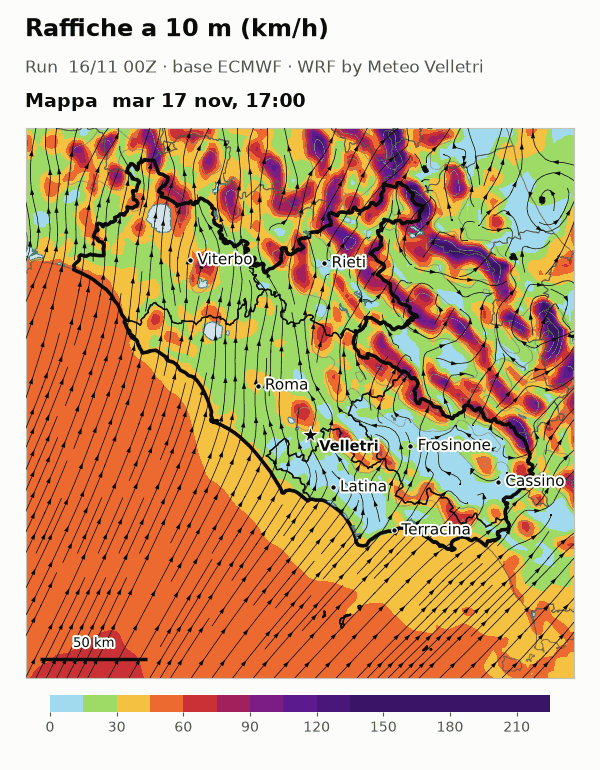 Raffiche a 10 m (km/h)
Run 16/11 00Z · base ECMWF · WRF by Meteo Velletri
Mappa mar 17 nov, 17:00
Viterbo
Rieti
Roma
Velletri
Frosinone
Cassino
Latina
Terracina
50 km
0 30 60 90 120 150 180 210